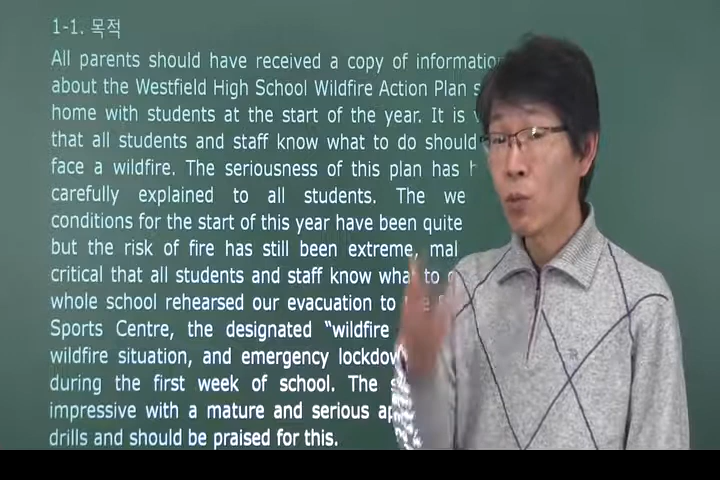 1-1. 목적
All parents should have received a copy of information
about the Westfield High School Wildfire Action Plan
home with students at the start of the year. It is
that all students and staff know what to do should
face a wildfire. The seriousness of this plan has
carefully explained to all students. The
conditions for the start of this year have been quite
but the risk of fire has still been extreme,
critical that all students and staff know what to
whole school rehearsed our evacuation to
Sports Centre, the designated “wildfire
wildfire situation, and emergency
during the first week of school. The
impressive with a mature and serious
drills and should be praised for this.